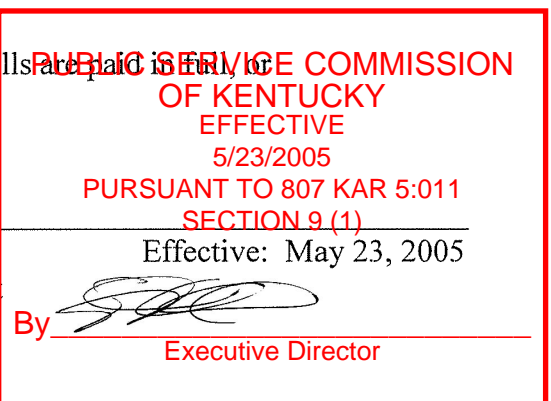 lls are paid in full, or
PUBLIC SERVICE COMMISSION
OF KENTUCKY
EFFECTIVE
5/23/2005
PURSUANT TO 807 KAR 5:011
SECTION 9 (1)
Effective: May 23, 2005
By
Executive Director